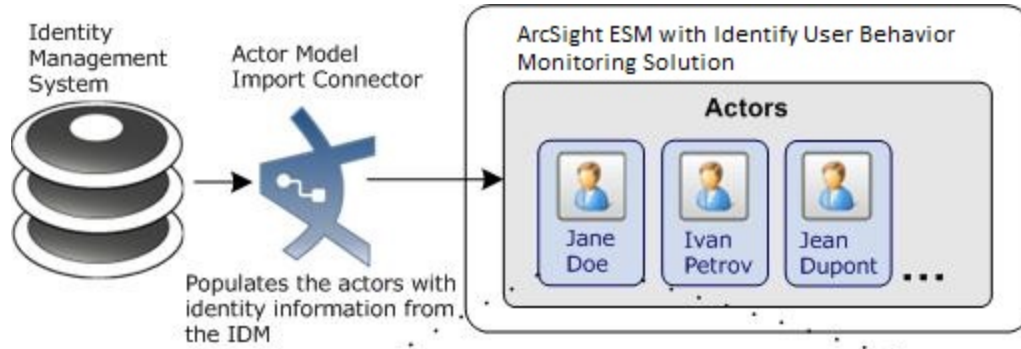 Identity
Management
System
Actor Model
Import Connector
Populates the actors with
identity information from
the IDM
ArcSight ESM with Identify User Behavior
Monitoring Solution
Actors
Jane
Doe
Ivan
Petrov
Jean
Dupont
...